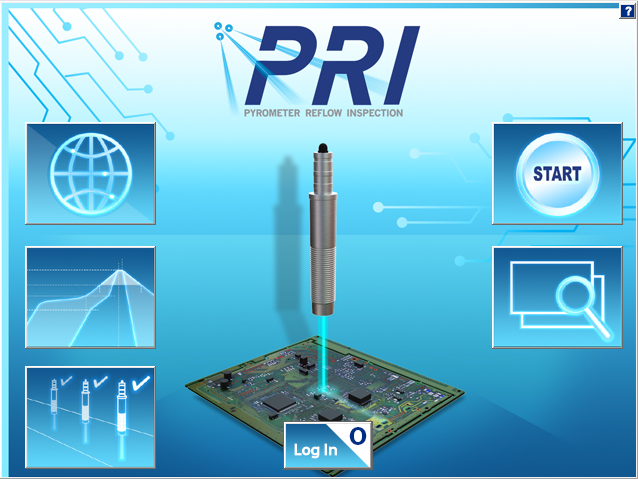 ?
PRI
PYROMETER REFLOW INSPECTION
START
Log In
0